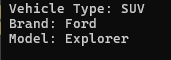 Vehicle Type: SUV
Brand: Ford
Model: Explorer